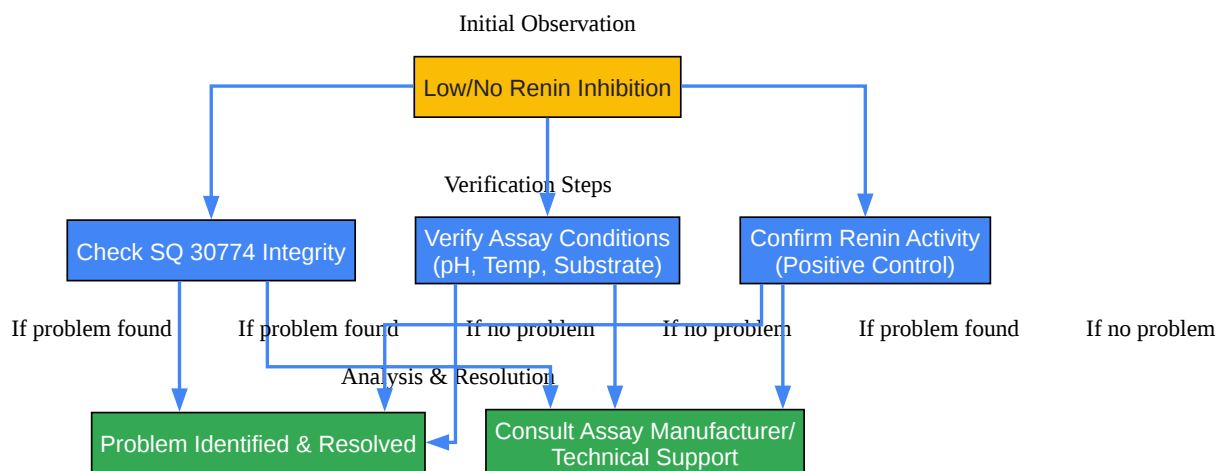 Initial Observation
Low/No Renin Inhibition
Verification Steps
Check SQ 30774 Integrity
Verify Assay Conditions
(pH, Temp, Substrate)
Confirm Renin Activity
(Positive Control)
If problem found
If problem found
If no problem
If no problem
If problem found
If no problem
Analysis & Resolution
Problem Identified & Resolved
Consult Assay Manufacturer/
Technical Support